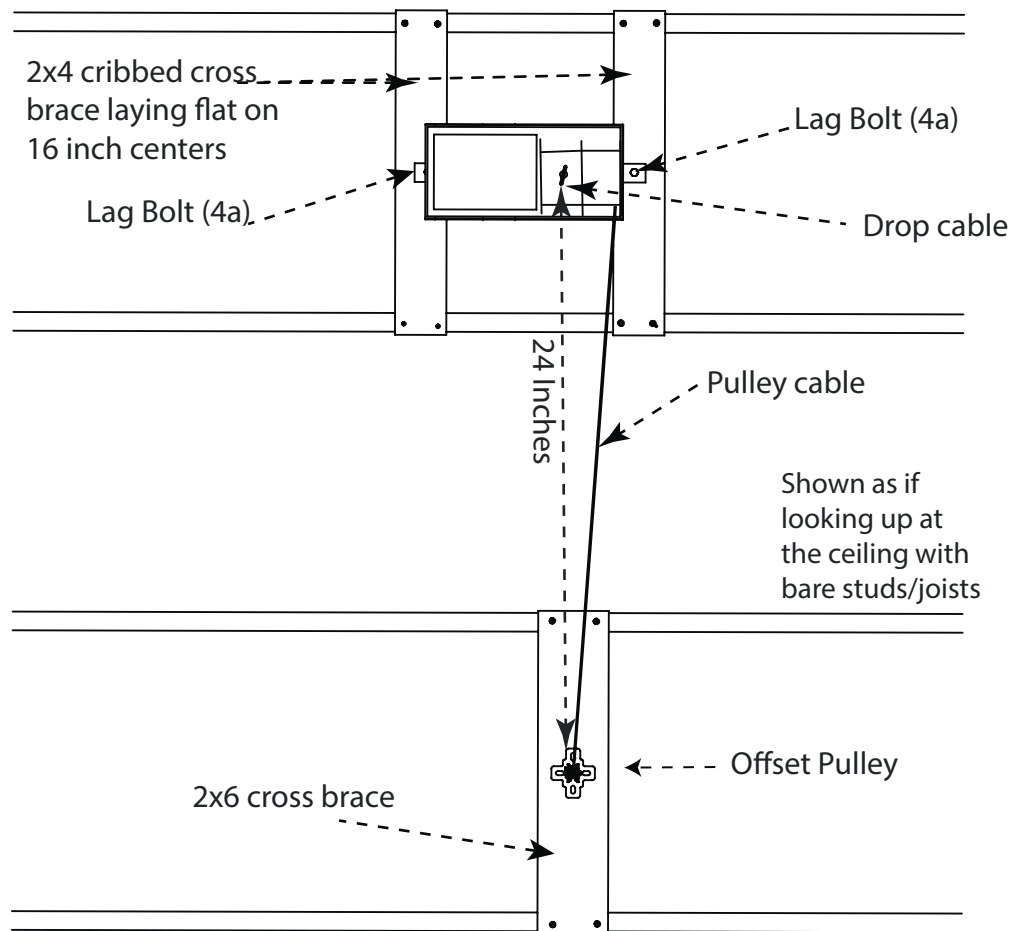 2x4 cribbed cross
brace laying flat on
16 inch centers
Lag Bolt (4a)
Lag Bolt (4a)
Drop cable
24 Inches
Pulley cable
Shown as if
looking up at
the ceiling with
bare studs/joists
Offset Pulley
2x6 cross brace